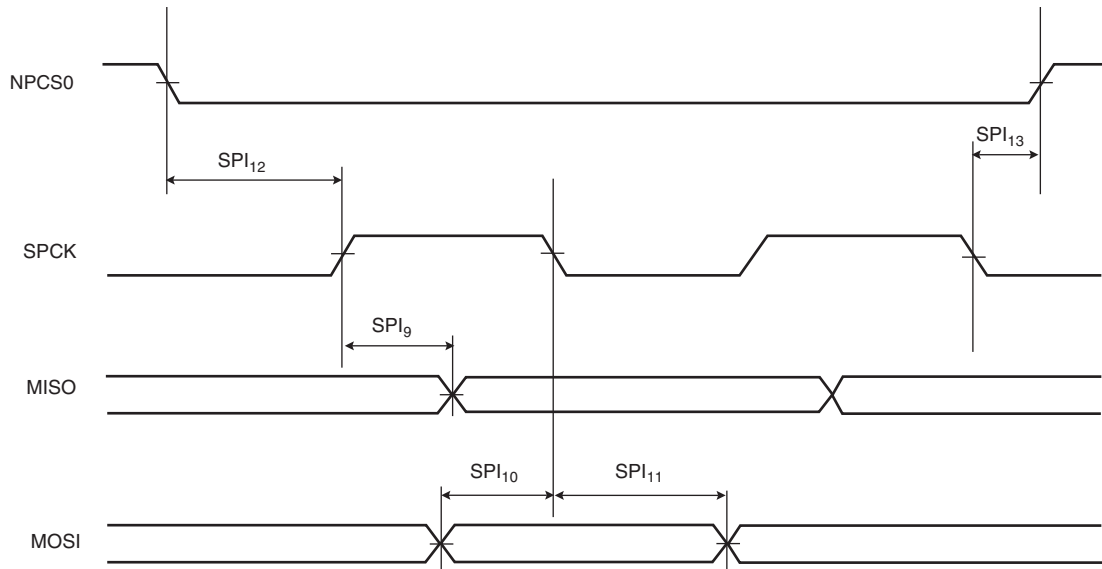 NPCS0
SPI₁₃
SPI₁₂
SPCK
SPI₉
MISO
SPI₁₀
SPI₁₁
MOSI